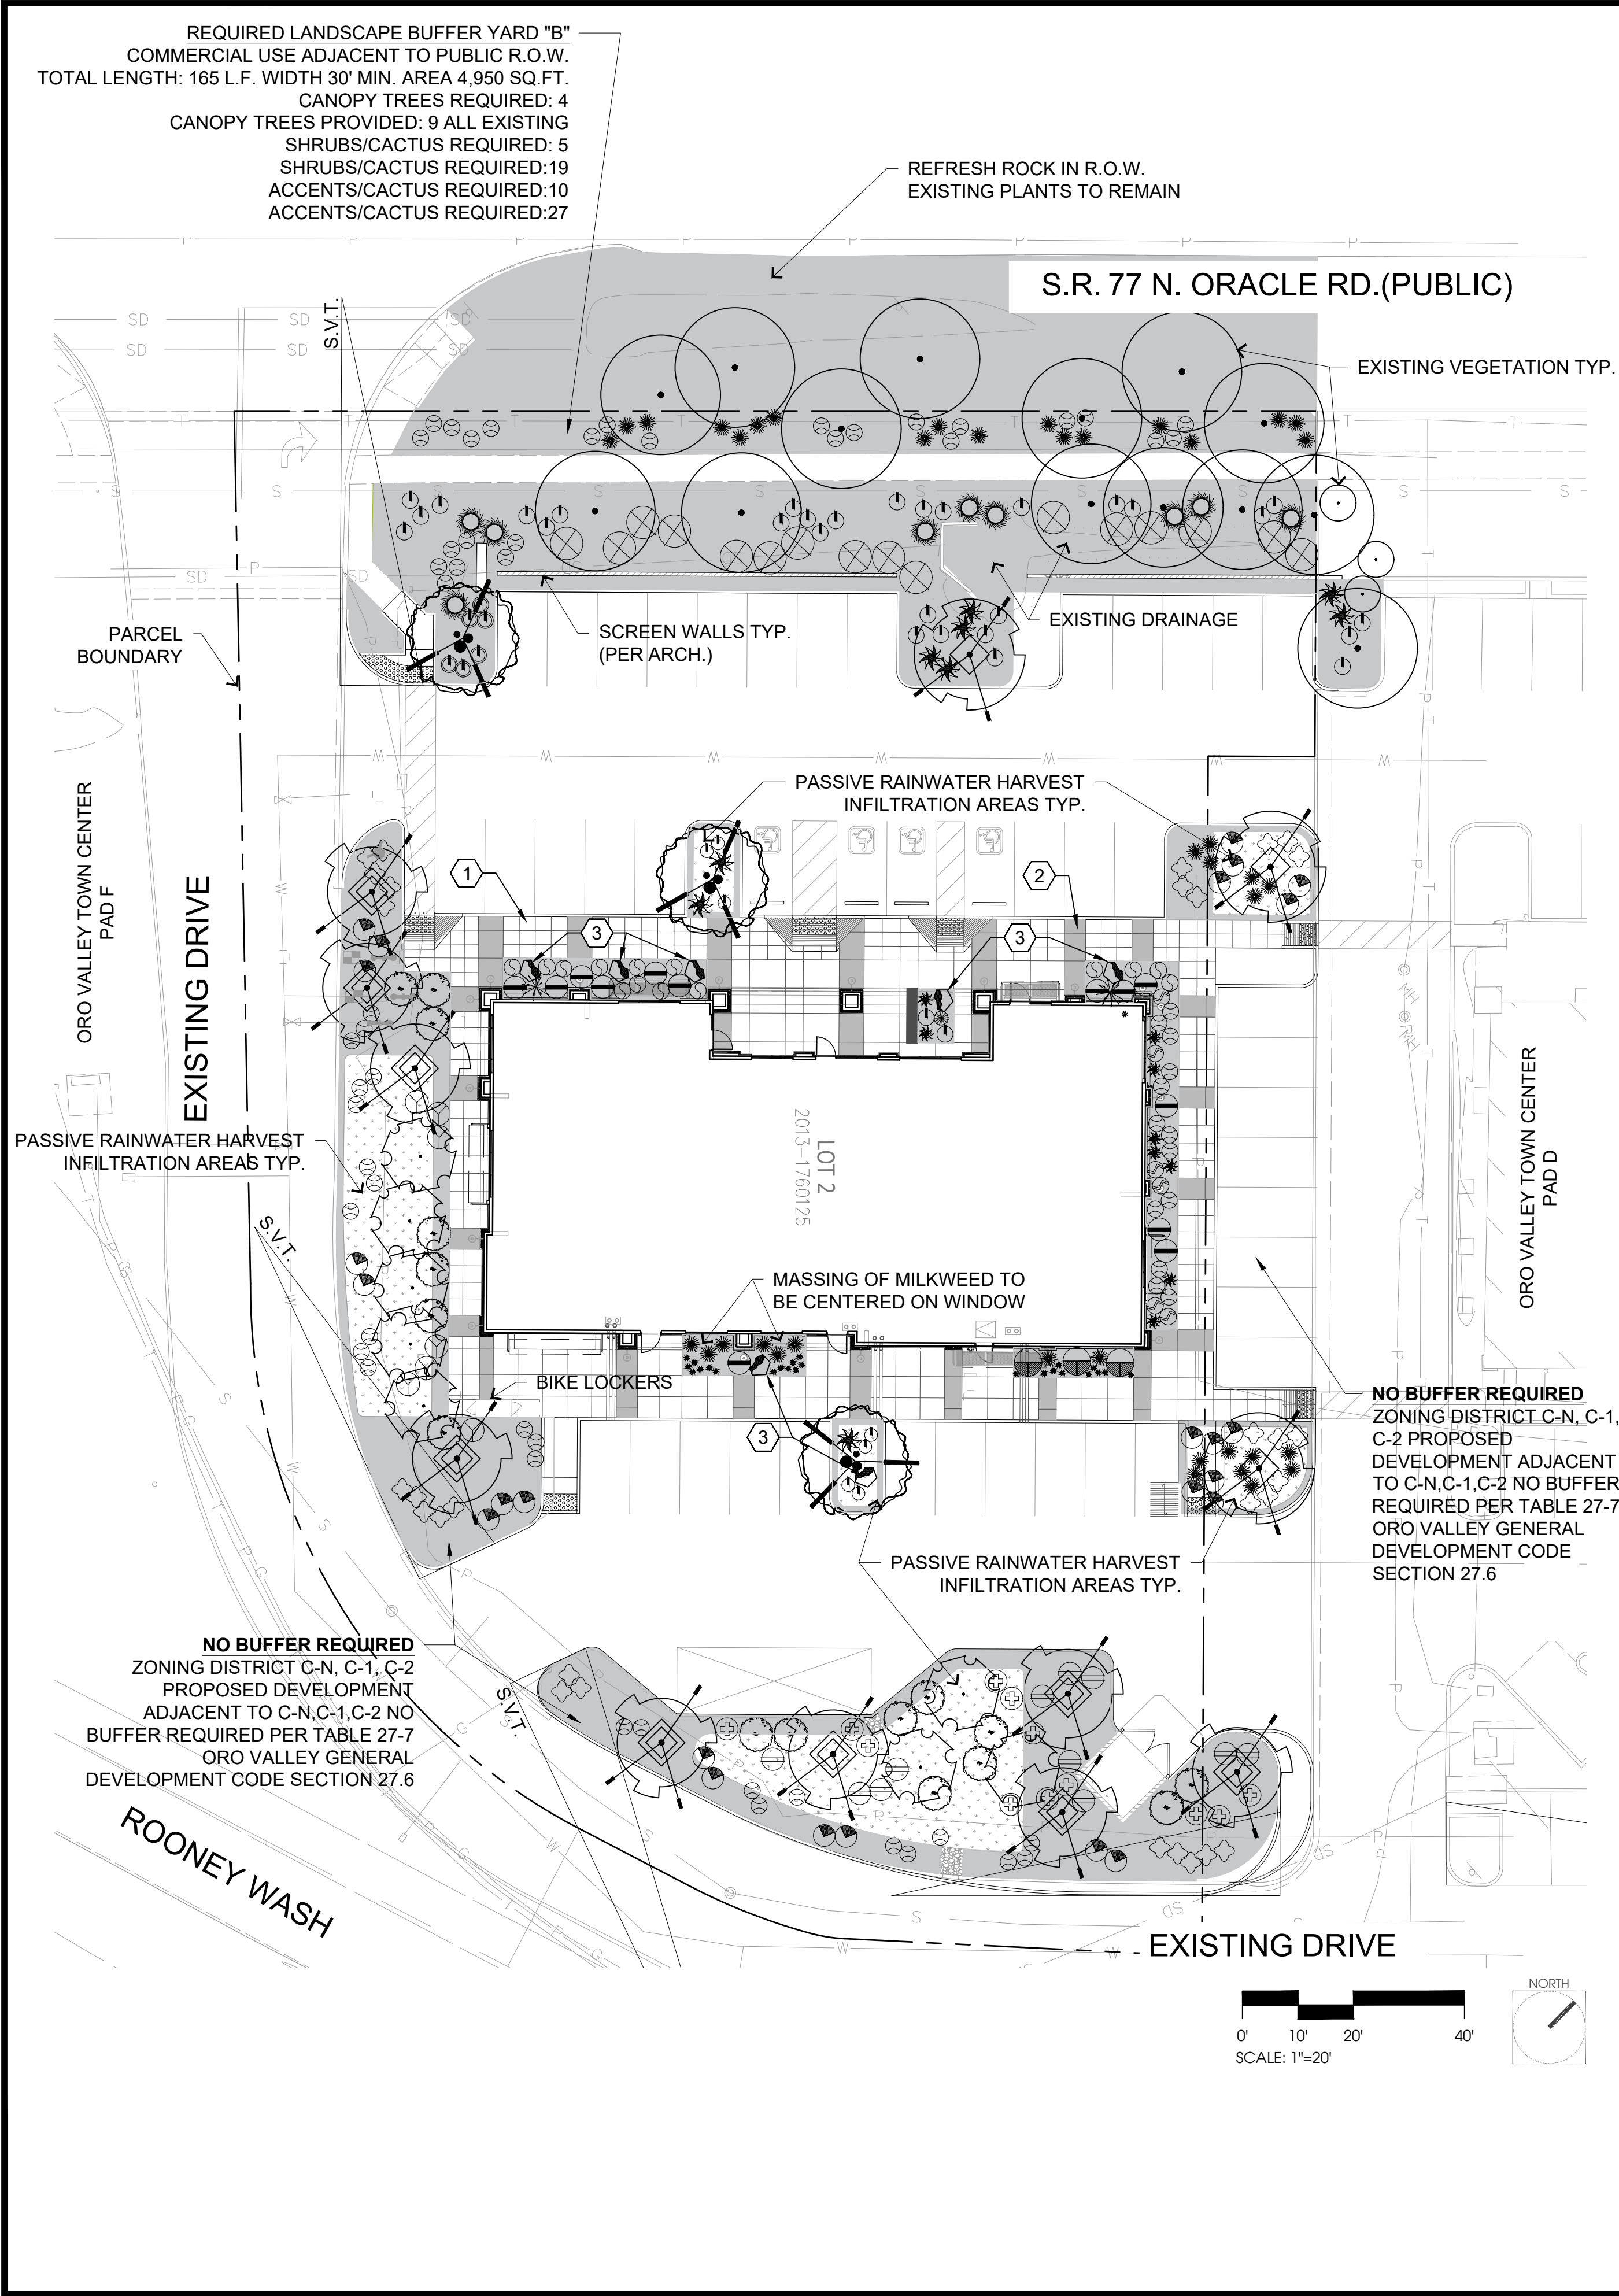 REQUIRED LANDSCAPE BUFFER YARD "B"
COMMERCIAL USE ADJACENT TO PUBLIC R.O.W.
TOTAL LENGTH: 165 L.F. WIDTH 30' MIN. AREA 4,950 SQ.FT.
CANOPY TREES REQUIRED: 4
CANOPY TREES PROVIDED: 9 ALL EXISTING
SHRUBS/CACTUS REQUIRED: 5
SHRUBS/CACTUS REQUIRED:19
ACCENTS/CACTUS REQUIRED:10
ACCENTS/CACTUS REQUIRED:27
REFRESH ROCK IN R.O.W.
EXISTING PLANTS TO REMAIN
S.R. 77 N. ORACLE RD.(PUBLIC)
S.V.T.
EXISTING VEGETATION TYP.
PARCEL
BOUNDARY
SCREEN WALLS TYP.
(PER ARCH.)
EXISTING DRAINAGE
PASSIVE RAINWATER HARVEST
INFILTRATION AREAS TYP.
ORO VALLEY TOWN CENTER
PAD F
EXISTING DRIVE
1
2
3
3
PASSIVE RAINWATER HARVEST
INFILTRATION AREAS TYP.
LOT 2
2013-1760125
ORO VALLEY TOWN CENTER
PAD D
S.V.T.
MASSING OF MILKWEED TO
BE CENTERED ON WINDOW
BIKE LOCKERS
3
NO BUFFER REQUIRED
ZONING DISTRICT C-N, C-1,
C-2 PROPOSED
DEVELOPMENT ADJACENT
TO C-N,C-1,C-2 NO BUFFER
REQUIRED PER TABLE 27-7
ORO VALLEY GENERAL
DEVELOPMENT CODE
SECTION 27.6
PASSIVE RAINWATER HARVEST
INFILTRATION AREAS TYP.
NO BUFFER REQUIRED
ZONING DISTRICT C-N, C-1, C-2
PROPOSED DEVELOPMENT
ADJACENT TO C-N,C-1,C-2 NO
BUFFER REQUIRED PER TABLE 27-7
ORO VALLEY GENERAL
DEVELOPMENT CODE SECTION 27.6
S.V.T.
ROONEY WASH
EXISTING DRIVE
NORTH
0' 10' 20' 40'
SCALE: 1"=20'